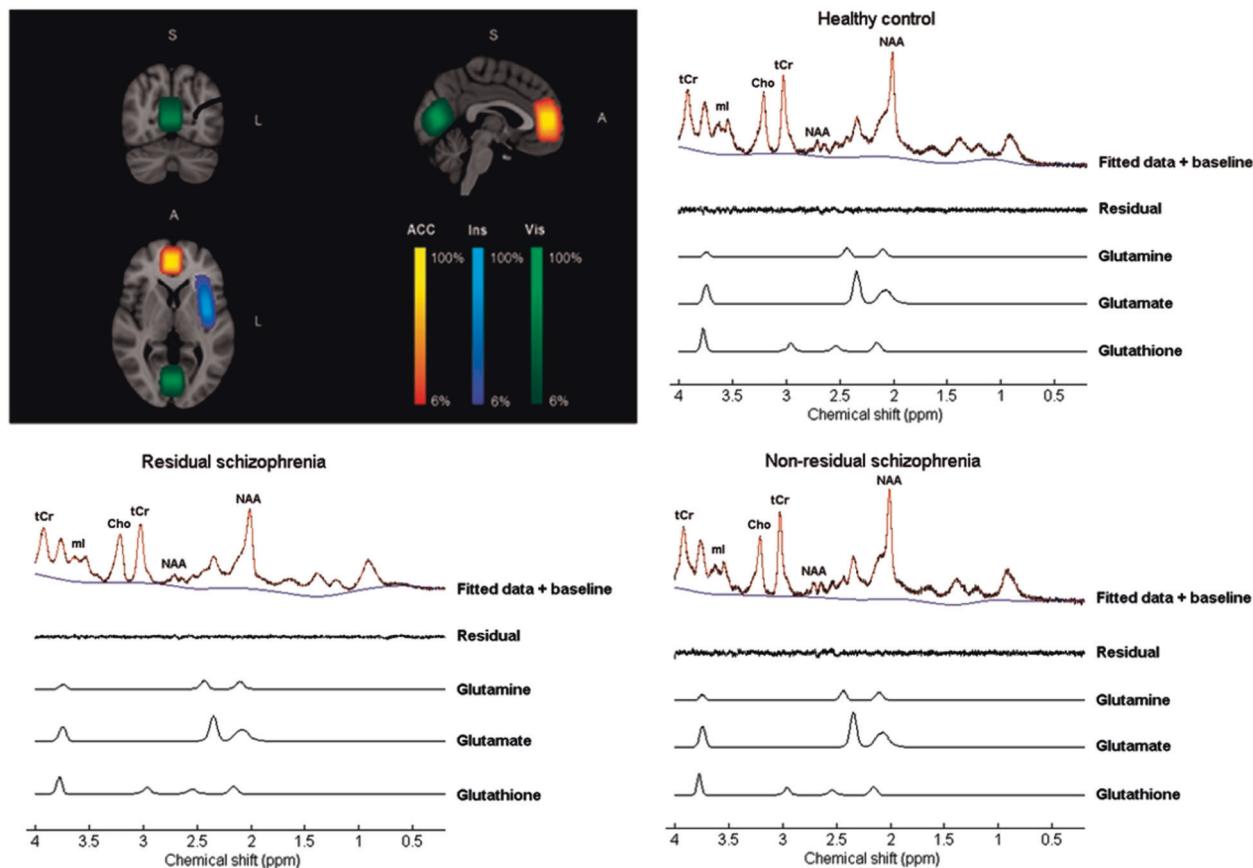 S
S
L
A
A
L
ACC Ins Vis
100% 100% 100%
6% 6% 6%
Healthy control
NAA
tCr
tCr
Cho
mI
NAA
Fitted data + baseline
Residual
Glutamine
Glutamate
Glutathione
4 3.5 3 2.5 2 1.5 1 0.5
Chemical shift (ppm)
Residual schizophrenia
NAA
tCr
tCr
Cho
mI
NAA
Fitted data + baseline
Residual
Glutamine
Glutamate
Glutathione
4 3.5 3 2.5 2 1.5 1 0.5
Chemical shift (ppm)
Non-residual schizophrenia
NAA
tCr
tCr
Cho
mI
NAA
Fitted data + baseline
Residual
Glutamine
Glutamate
Glutathione
4 3.5 3 2.5 2 1.5 1 0.5
Chemical shift (ppm)